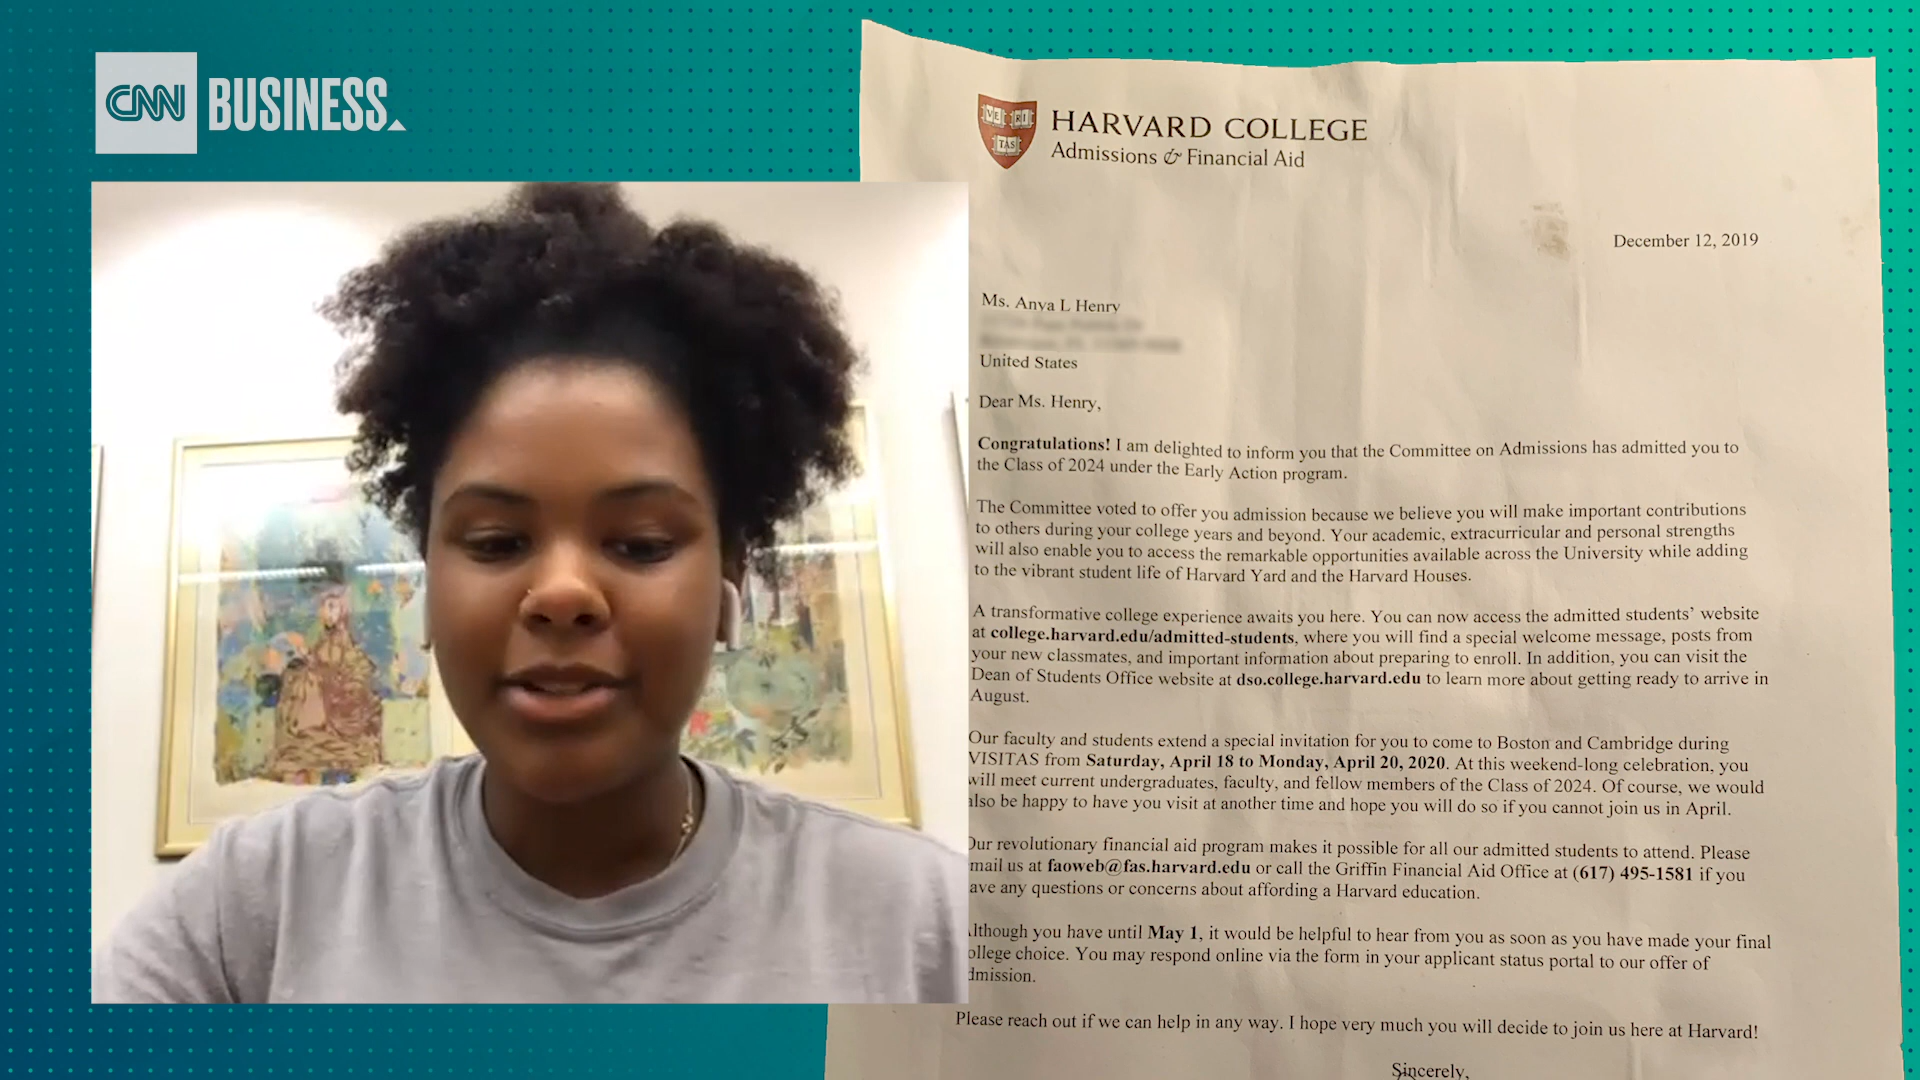 CNN BUSINESS
VE RI
TAS
HARVARD COLLEGE
Admissions & Financial Aid
December 12, 2019
Ms. Anya L Henry
United States
Dear Ms. Henry,
Congratulations! I am delighted to inform you that the Committee on Admissions has admitted you to
the Class of 2024 under the Early Action program.
The Committee voted to offer you admission because we believe you will make important contributions
to others during your college years and beyond. Your academic, extracurricular and personal strengths
will also enable you to access the remarkable opportunities available across the University while adding
to the vibrant student life of Harvard Yard and the Harvard Houses.
A transformative college experience awaits you here. You can now access the admitted students' website
at college.harvard.edu/admitted-students, where you will find a special welcome message, posts from
your new classmates, and important information about preparing to enroll. In addition, you can visit the
Dean of Students Office website at dso.college.harvard.edu to learn more about getting ready to arrive in
August.
Our faculty and students extend a special invitation for you to come to Boston and Cambridge during
VISITAS from Saturday, April 18 to Monday, April 20, 2020. At this weekend-long celebration, you
will meet current undergraduates, faculty, and fellow members of the Class of 2024. Of course, we would
also be happy to have you visit at another time and hope you will do so if you cannot join us in April.
Our revolutionary financial aid program makes it possible for all our admitted students to attend. Please
mail us at faoweb@fas.harvard.edu or call the Griffin Financial Aid Office at (617) 495-1581 if you
ave any questions or concerns about affording a Harvard education.
lthough you have until May 1, it would be helpful to hear from you as soon as you have made your final
ollege choice. You may respond online via the form in your applicant status portal to our offer of
dmission.
Please reach out if we can help in any way. I hope very much you will decide to join us here at Harvard!
Sincerely,